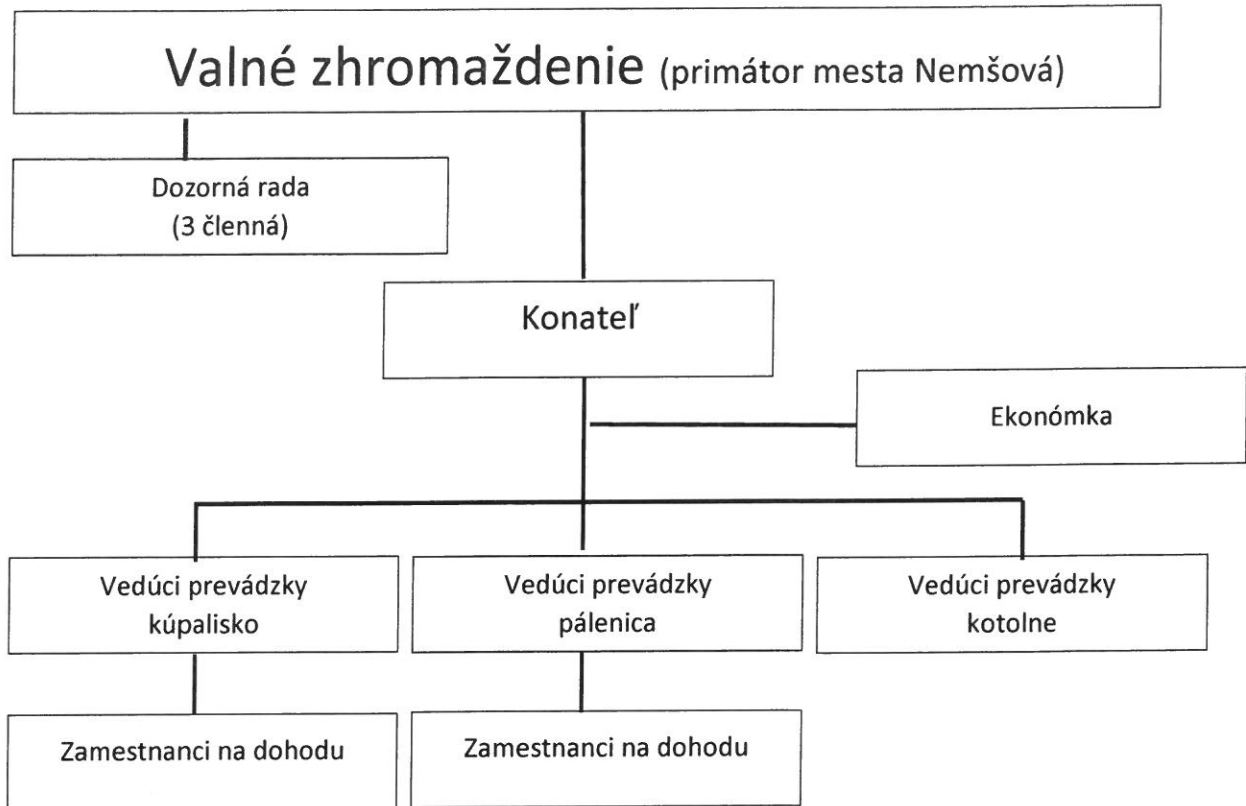 Valné zhromaždenie (primátor mesta Nemšová)
Dozorná rada
(3 členná)
Konateľ
Ekonómka
Vedúci prevádzky
kúpalisko
Vedúci prevádzky
pálenica
Vedúci prevádzky
kotolne
Zamestnanci na dohodu
Zamestnanci na dohodu